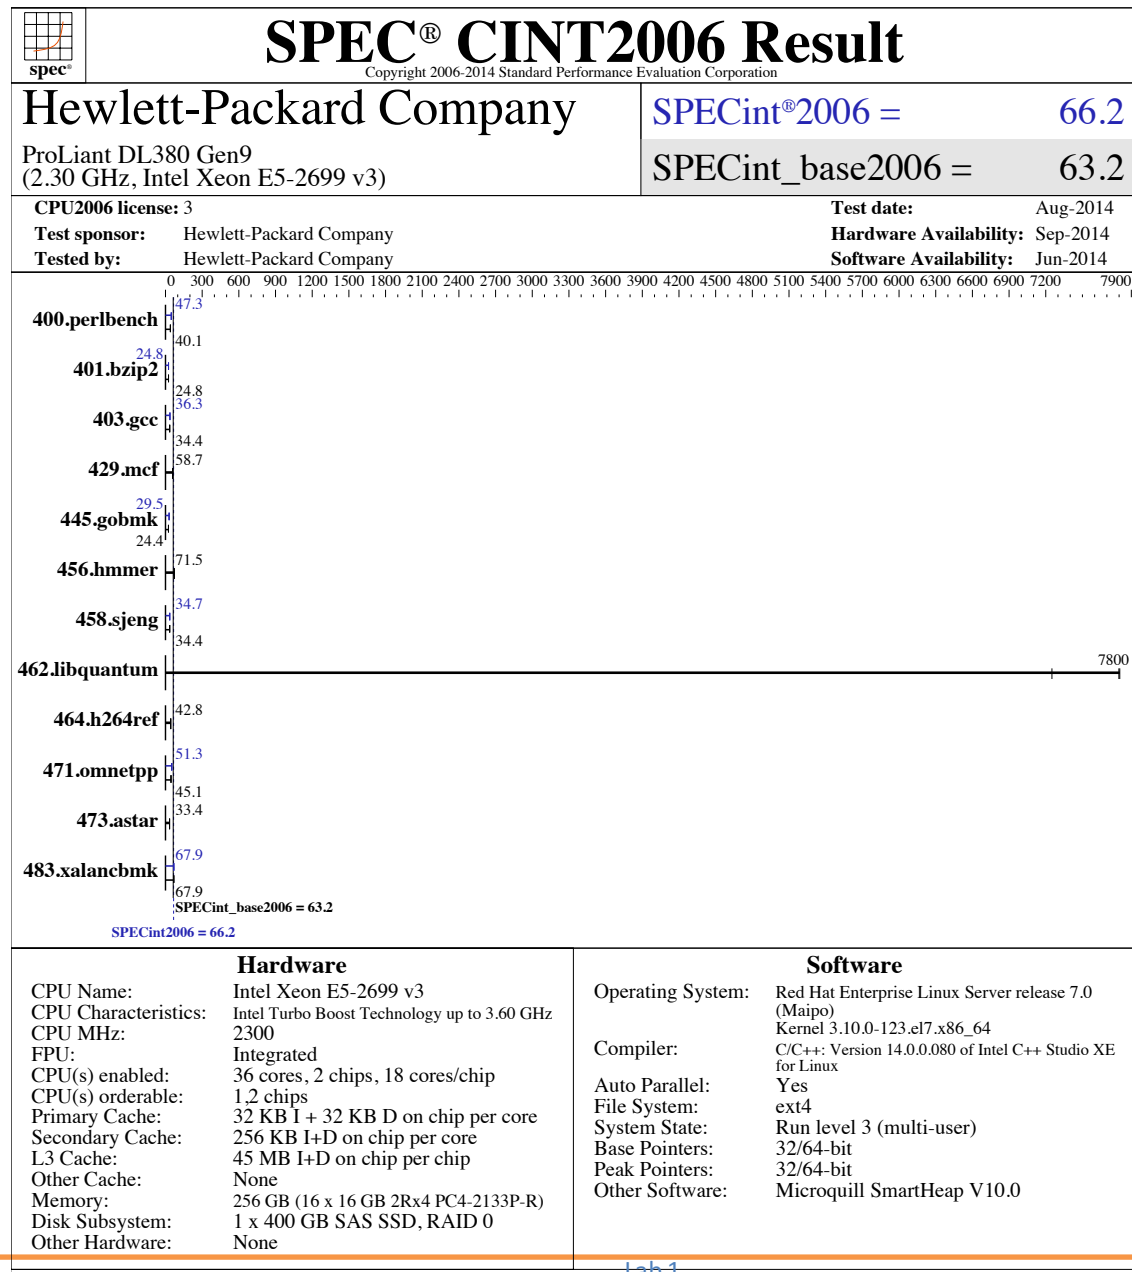 spec®
SPEC® CINT2006 Result
Copyright 2006-2014 Standard Performance Evaluation Corporation
Hewlett-Packard Company
ProLiant DL380 Gen9
(2.30 GHz, Intel Xeon E5-2699 v3)
SPECint®2006 = 66.2
SPECint_base2006 = 63.2
CPU2006 license: 3
Test sponsor: Hewlett-Packard Company
Tested by: Hewlett-Packard Company
Test date: Aug-2014
Hardware Availability: Sep-2014
Software Availability: Jun-2014
0 300 600 900 1200 1500 1800 2100 2400 2700 3000 3300 3600 3900 4200 4500 4800 5100 5400 5700 6000 6300 6600 6900 7200 7900
47.3
400.perlbench
40.1
24.8
401.bzip2
24.8
36.3
403.gcc
34.4
58.7
429.mcf
29.5
445.gobmk
24.4
71.5
456.hmmer
34.7
458.sjeng
34.4
7800
462.libquantum
42.8
464.h264ref
51.3
471.omnetpp
45.1
33.4
473.astar
67.9
483.xalancbmk
67.9
SPECint_base2006 = 63.2
SPECint2006 = 66.2
Hardware
CPU Name: Intel Xeon E5-2699 v3
CPU Characteristics: Intel Turbo Boost Technology up to 3.60 GHz
CPU MHz: 2300
FPU: Integrated
CPU(s) enabled: 36 cores, 2 chips, 18 cores/chip
CPU(s) orderable: 1,2 chips
Primary Cache: 32 KB I + 32 KB D on chip per core
Secondary Cache: 256 KB I+D on chip per core
L3 Cache: 45 MB I+D on chip per chip
Other Cache: None
Memory: 256 GB (16 x 16 GB 2Rx4 PC4-2133P-R)
Disk Subsystem: 1 x 400 GB SAS SSD, RAID 0
Other Hardware: None
Software
Operating System: Red Hat Enterprise Linux Server release 7.0
(Maipo)
Kernel 3.10.0-123.el7.x86_64
Compiler: C/C++: Version 14.0.0.080 of Intel C++ Studio XE
for Linux
Auto Parallel: Yes
File System: ext4
System State: Run level 3 (multi-user)
Base Pointers: 32/64-bit
Peak Pointers: 32/64-bit
Other Software: Microquill SmartHeap V10.0
Lab 1